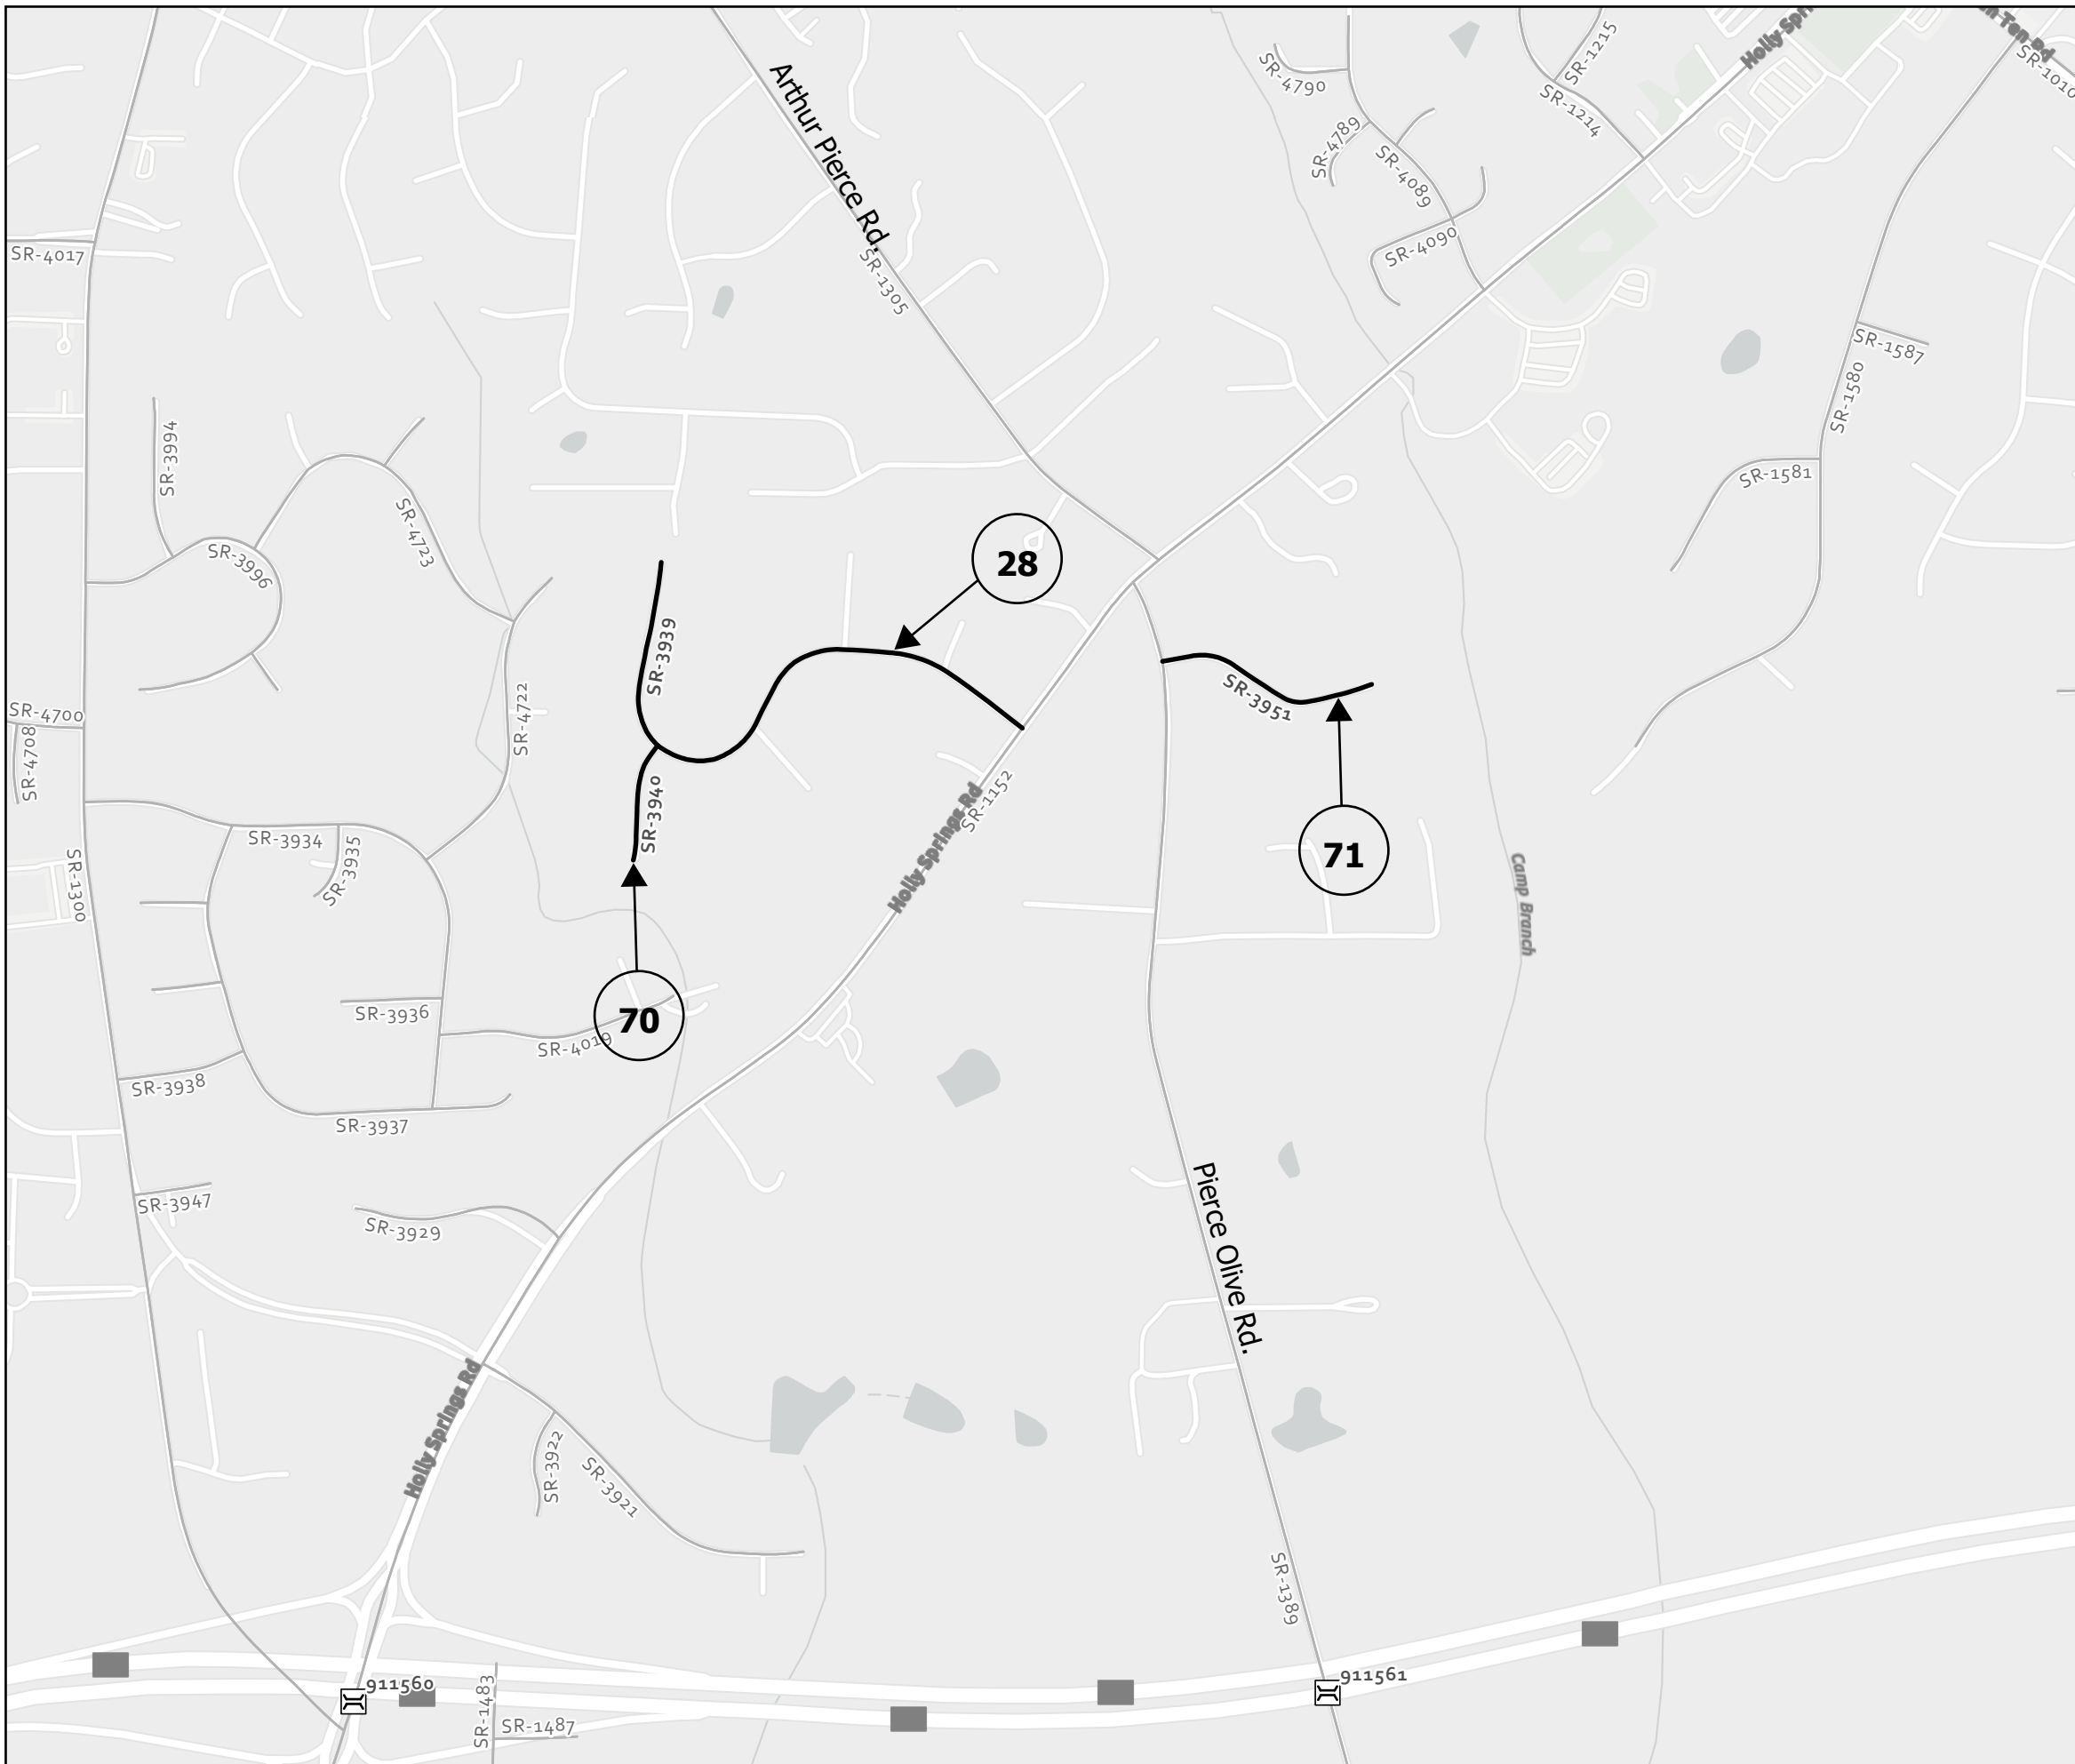 Holly Spri
n Ten Rd
SR-1010
SR-1215
SR-1214
SR-4790
SR-4789
SR-4089
SR-4090
Arthur Pierce Rd.
SR-1305
SR-4017
SR-1587
SR-1580
SR-1581
SR-3994
SR-3996
SR-4723
28
SR-3939
SR-3951
SR-4722
SR-4700
SR-4708
SR-3940
SR-1152
Holly Springs Rd
71
SR-3934
SR-3935
SR-1300
Camp Branch
SR-3936
70
SR-4019
SR-3938
SR-3937
SR-3947
SR-3929
Pierce Olive Rd.
Holly Springs Rd
SR-3922
SR-3921
SR-1389
911560
911561
SR-1483
SR-1487